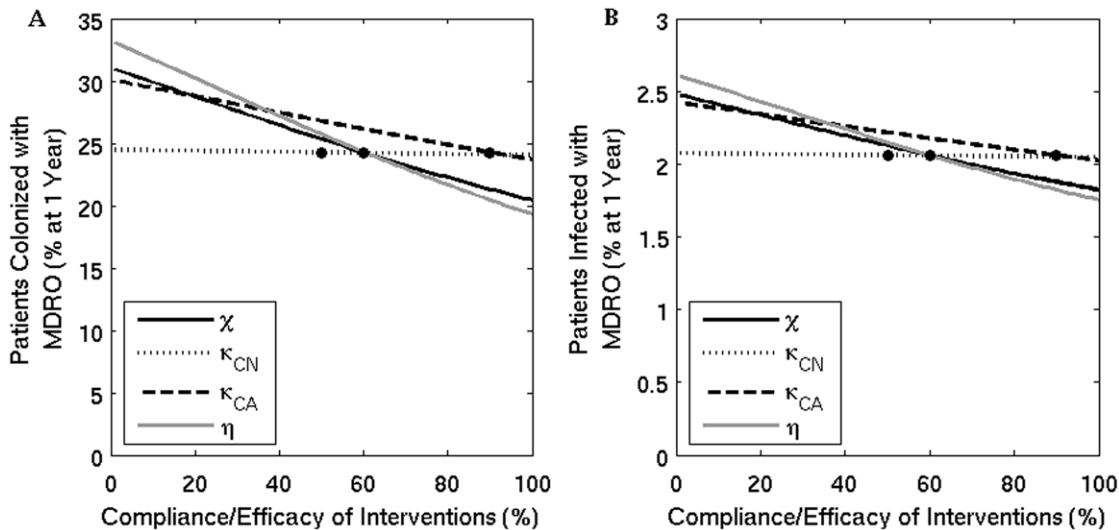 A
Patients Colonized with
MDRO (% at 1 Year)
35
30
25
20
15
10
5
0
χ
κCN
κCA
η
0 20 40 60 80 100
Compliance/Efficacy of Interventions (%)
B
Patients Infected with
MDRO (% at 1 Year)
3
2.5
2
1.5
1
0.5
0
χ
κCN
κCA
η
0 20 40 60 80 100
Compliance/Efficacy of Interventions (%)